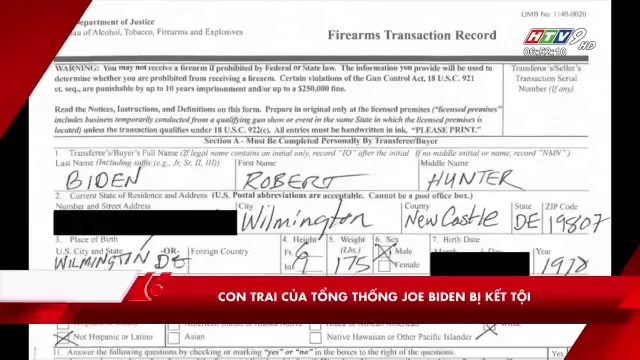 Department of Justice
OMB No 1140-0020
Bureau of Alcohol, Tobacco, Firearms and Explosives
Firearms Transaction Record
HTV9 HD
06:52:10
WARNING: You may not receive a firearm if prohibited by Federal or State law. The information you provide will be used to
determine whether you are prohibited from receiving a firearm. Certain violations of the Gun Control Act, 18 U.S.C. 921
et. seq., are punishable by up to 10 years imprisonment and/or up to a $250,000 fine.
Transferor's/Seller's
Transaction Serial
Number (If any)
Read the Notices, Instructions, and Definitions on this form. Prepare in original only at the licensed premises ("licensed premises"
includes business temporarily conducted from a qualifying gun show or event in the same State in which the licensed premises is
located) unless the transaction qualifies under 18 U.S.C. 922(c). All entries must be handwritten in ink, "PLEASE PRINT."
Section A - Must Be Completed Personally By Transferee/Buyer
1. Transferee's/Buyer's Full Name (If legal name contains an initial only, record "IO" after the initial. If no middle initial or name, record "NMN")
Last Name (Including suffix (e.g., Jr, Sr, II, III)) First Name Middle Name
BIDEN ROBERT HUNTER
2. Current State of Residence and Address (U.S. Postal abbreviations are acceptable. Cannot be a post office box.)
Number and Street Address City County State ZIP Code
Wilmington New Castle DE 19807
3. Place of Birth 4. Height 5. Weight 6. Sex 7. Birth Date
U.S. City and State -OR- Foreign Country Ft. (Lbs.) Male Month Year
WILMINGTON DE In. 9 175 Female
CON TRAI CỦA TỔNG THỐNG JOE BIDEN BỊ KẾT TỘI
Not Hispanic or Latino Asian Native Hawaiian or Other Pacific Islander White
11. Answer the following questions by checking or marking "yes" or "no" in the boxes to the right of the questions.